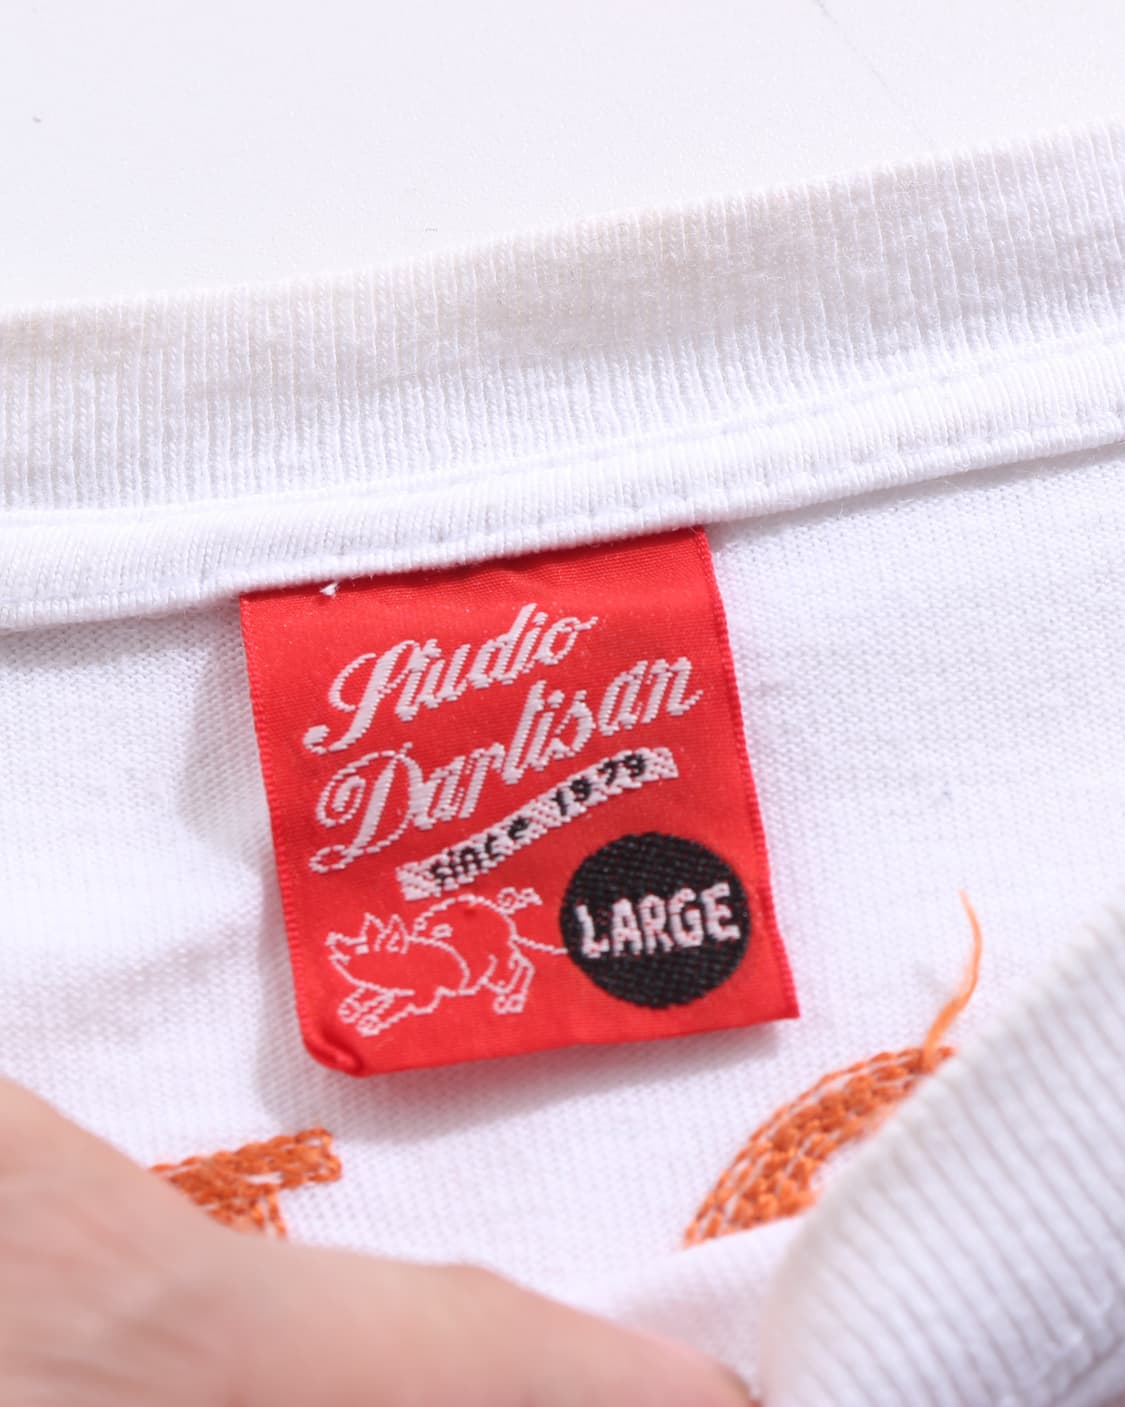 Studio
Dartisan
since 1979
LARGE